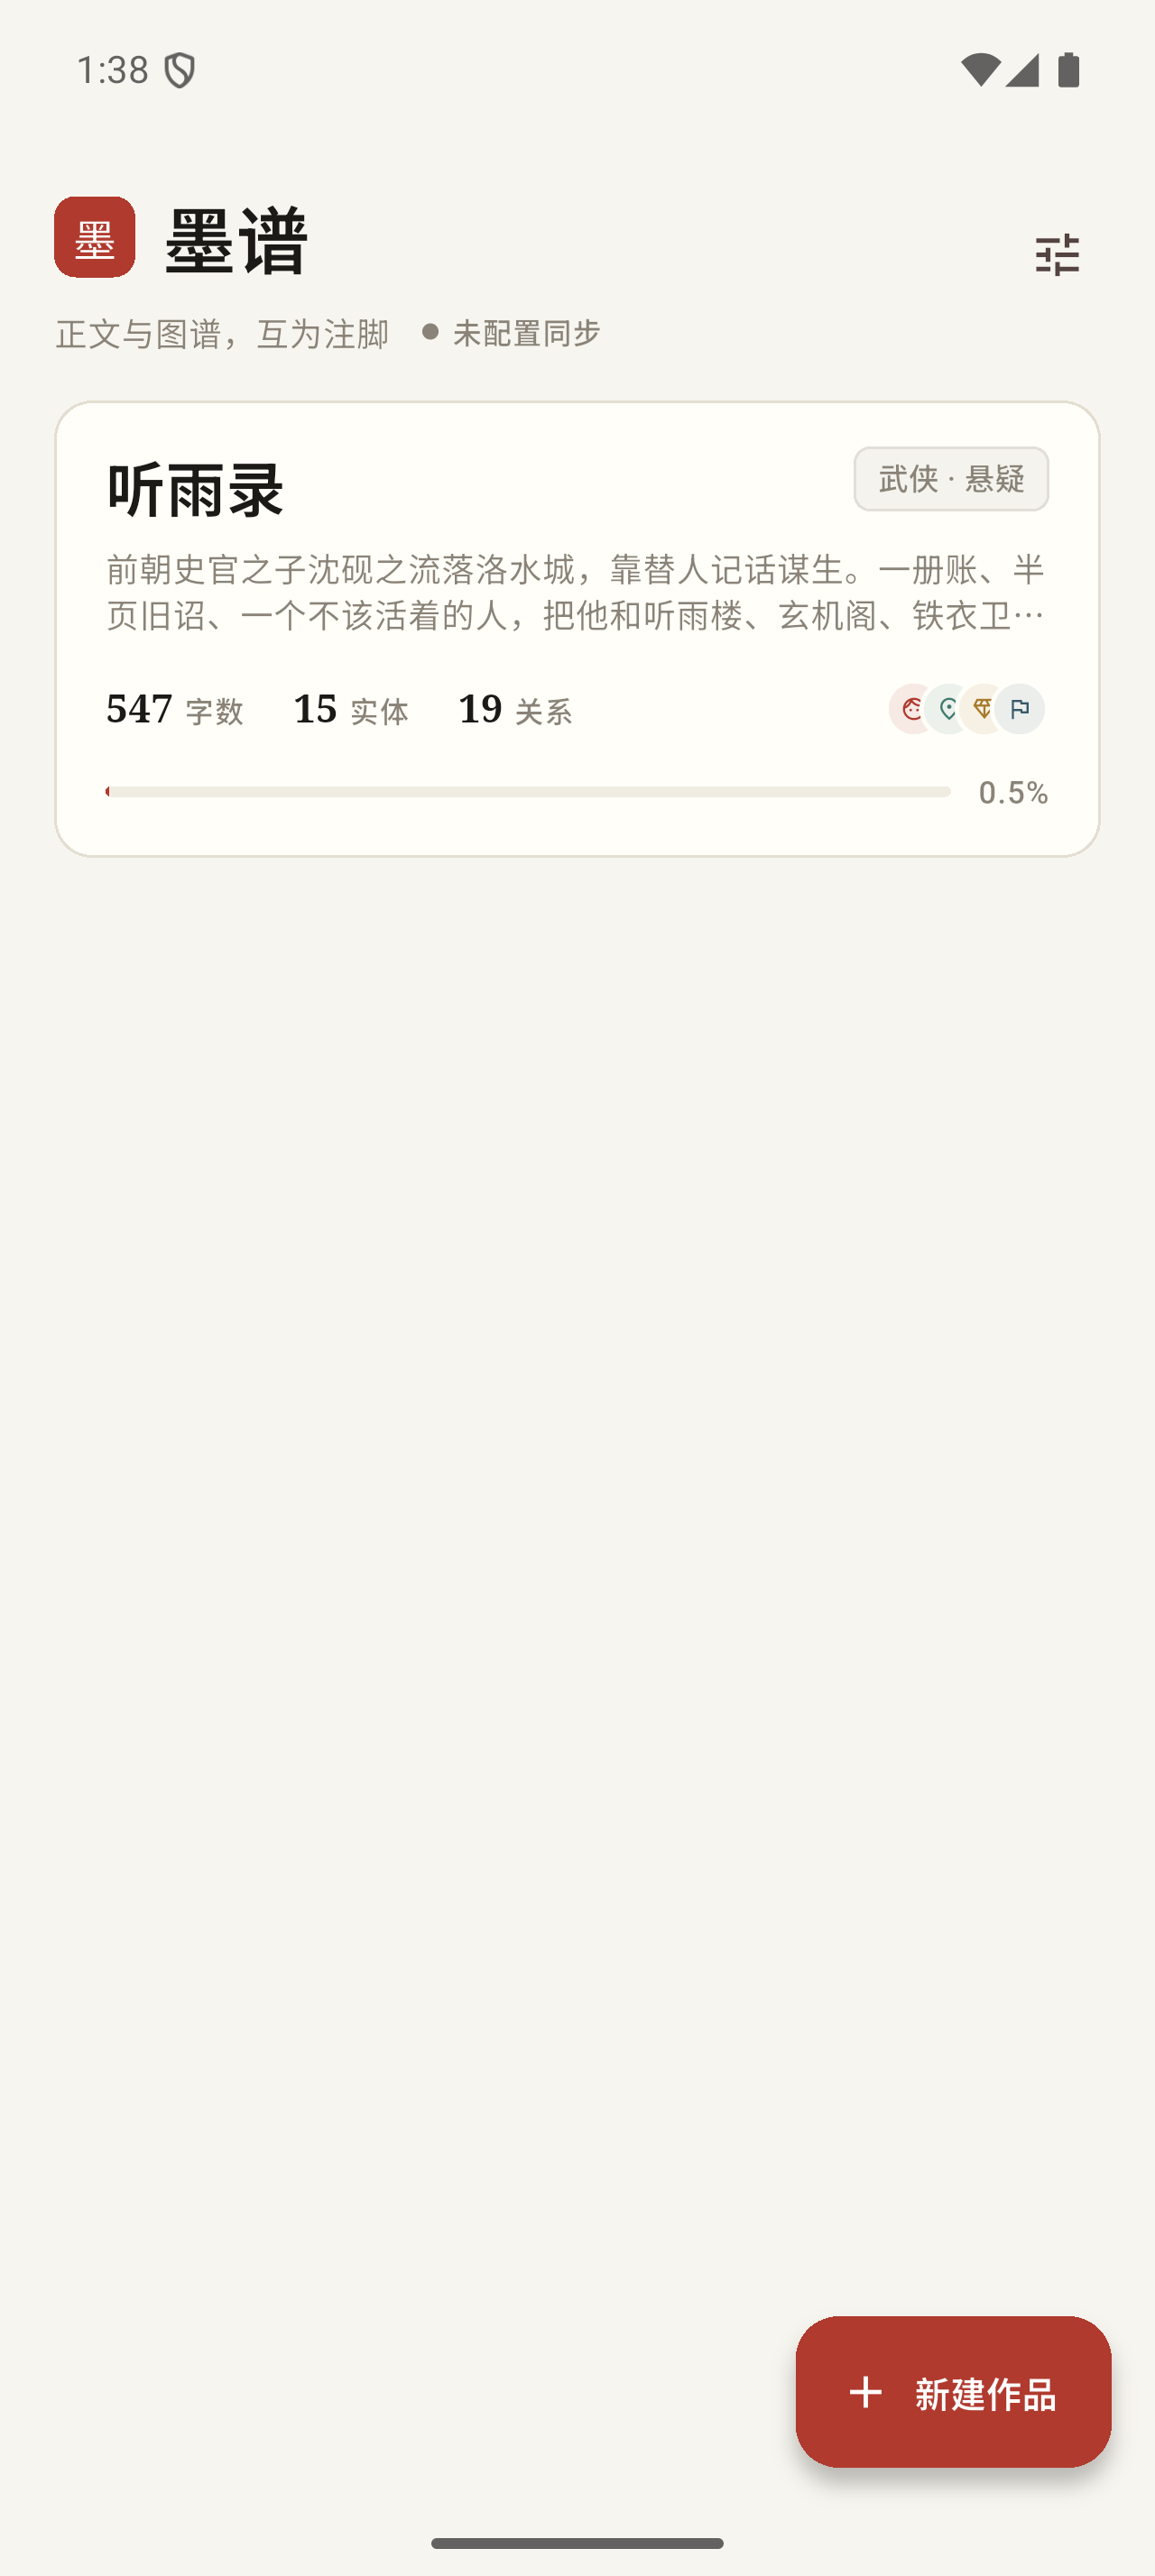 1:38
墨 墨谱
正文与图谱，互为注脚 未配置同步
听雨录 武侠 · 悬疑
前朝史官之子沈砚之流落洛水城，靠替人记话谋生。一册账、半
页旧诏、一个不该活着的人，把他和听雨楼、玄机阁、铁衣卫…
547 字数 15 实体 19 关系
0.5%
新建作品